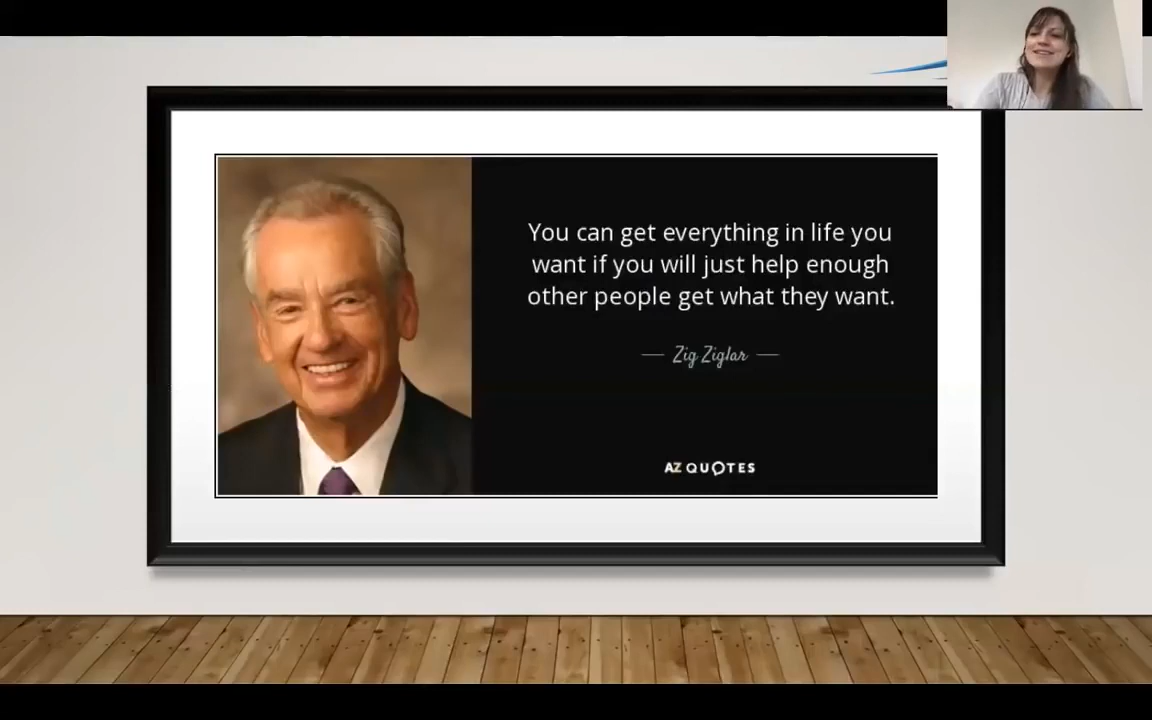 You can get everything in life you
want if you will just help enough
other people get what they want.
— Zig Ziglar —
AZ QUOTES